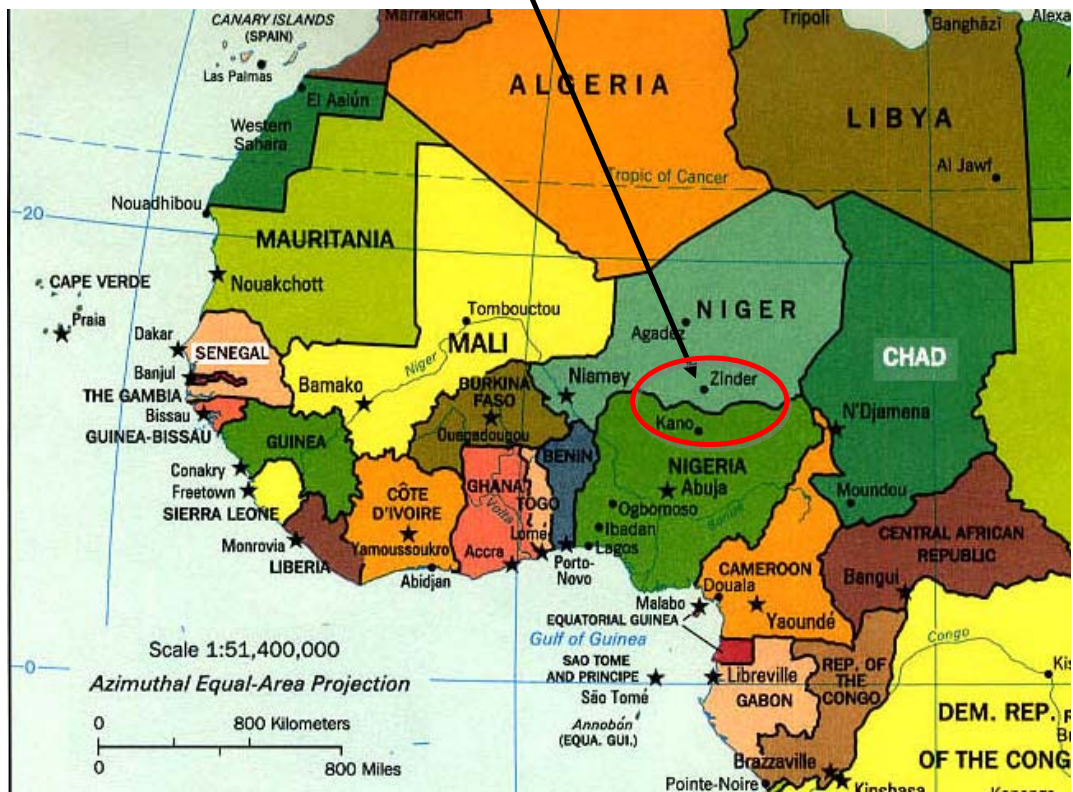 CANARY ISLANDS
(SPAIN)
Las Palmas
Marrakech
Tripoli
Banghāzī
El Aaiún
Western
Sahara
ALGERIA
LIBYA
Al Jawf
Tropic of Cancer
Nouadhibou
20
MAURITANIA
Nouakchott
CAPE VERDE
Praia
Tombouctou
NIGER
Agadez
Dakar
SENEGAL
MALI
CHAD
Niger
Banjul
THE GAMBIA
Bamako
BURKINA
FASO
Niamey
Zinder
Bissau
GUINEA-BISSAU
Ouagadougou
Kano
N'Djamena
GUINEA
BENIN
NIGERIA
Abuja
Conakry
Freetown
SIERRA LEONE
CÔTE
D'IVOIRE
GHANA
TOGO
Volta
Ogbomoso
Benue
Moundou
Ibadan
Lagos
Monrovia
LIBERIA
Yamoussoukro
Lomé
Accra
Porto-
Novo
Abidjan
CENTRAL AFRICAN
REPUBLIC
CAMEROON
Bangui
Douala
Malabo
Yaoundé
EQUATORIAL GUINEA
Gulf of Guinea
Congo
0
Scale 1:51,400,000
Azimuthal Equal-Area Projection
SAO TOME
AND PRINCIPE
São Tomé
Libreville
GABON
REP. OF
THE
CONGO
Annobón
(EQUA. GUI.)
DEM. REP.
OF THE CONG
0 800 Kilometers
0 800 Miles
Brazzaville
Pointe-Noire
Kinshasa